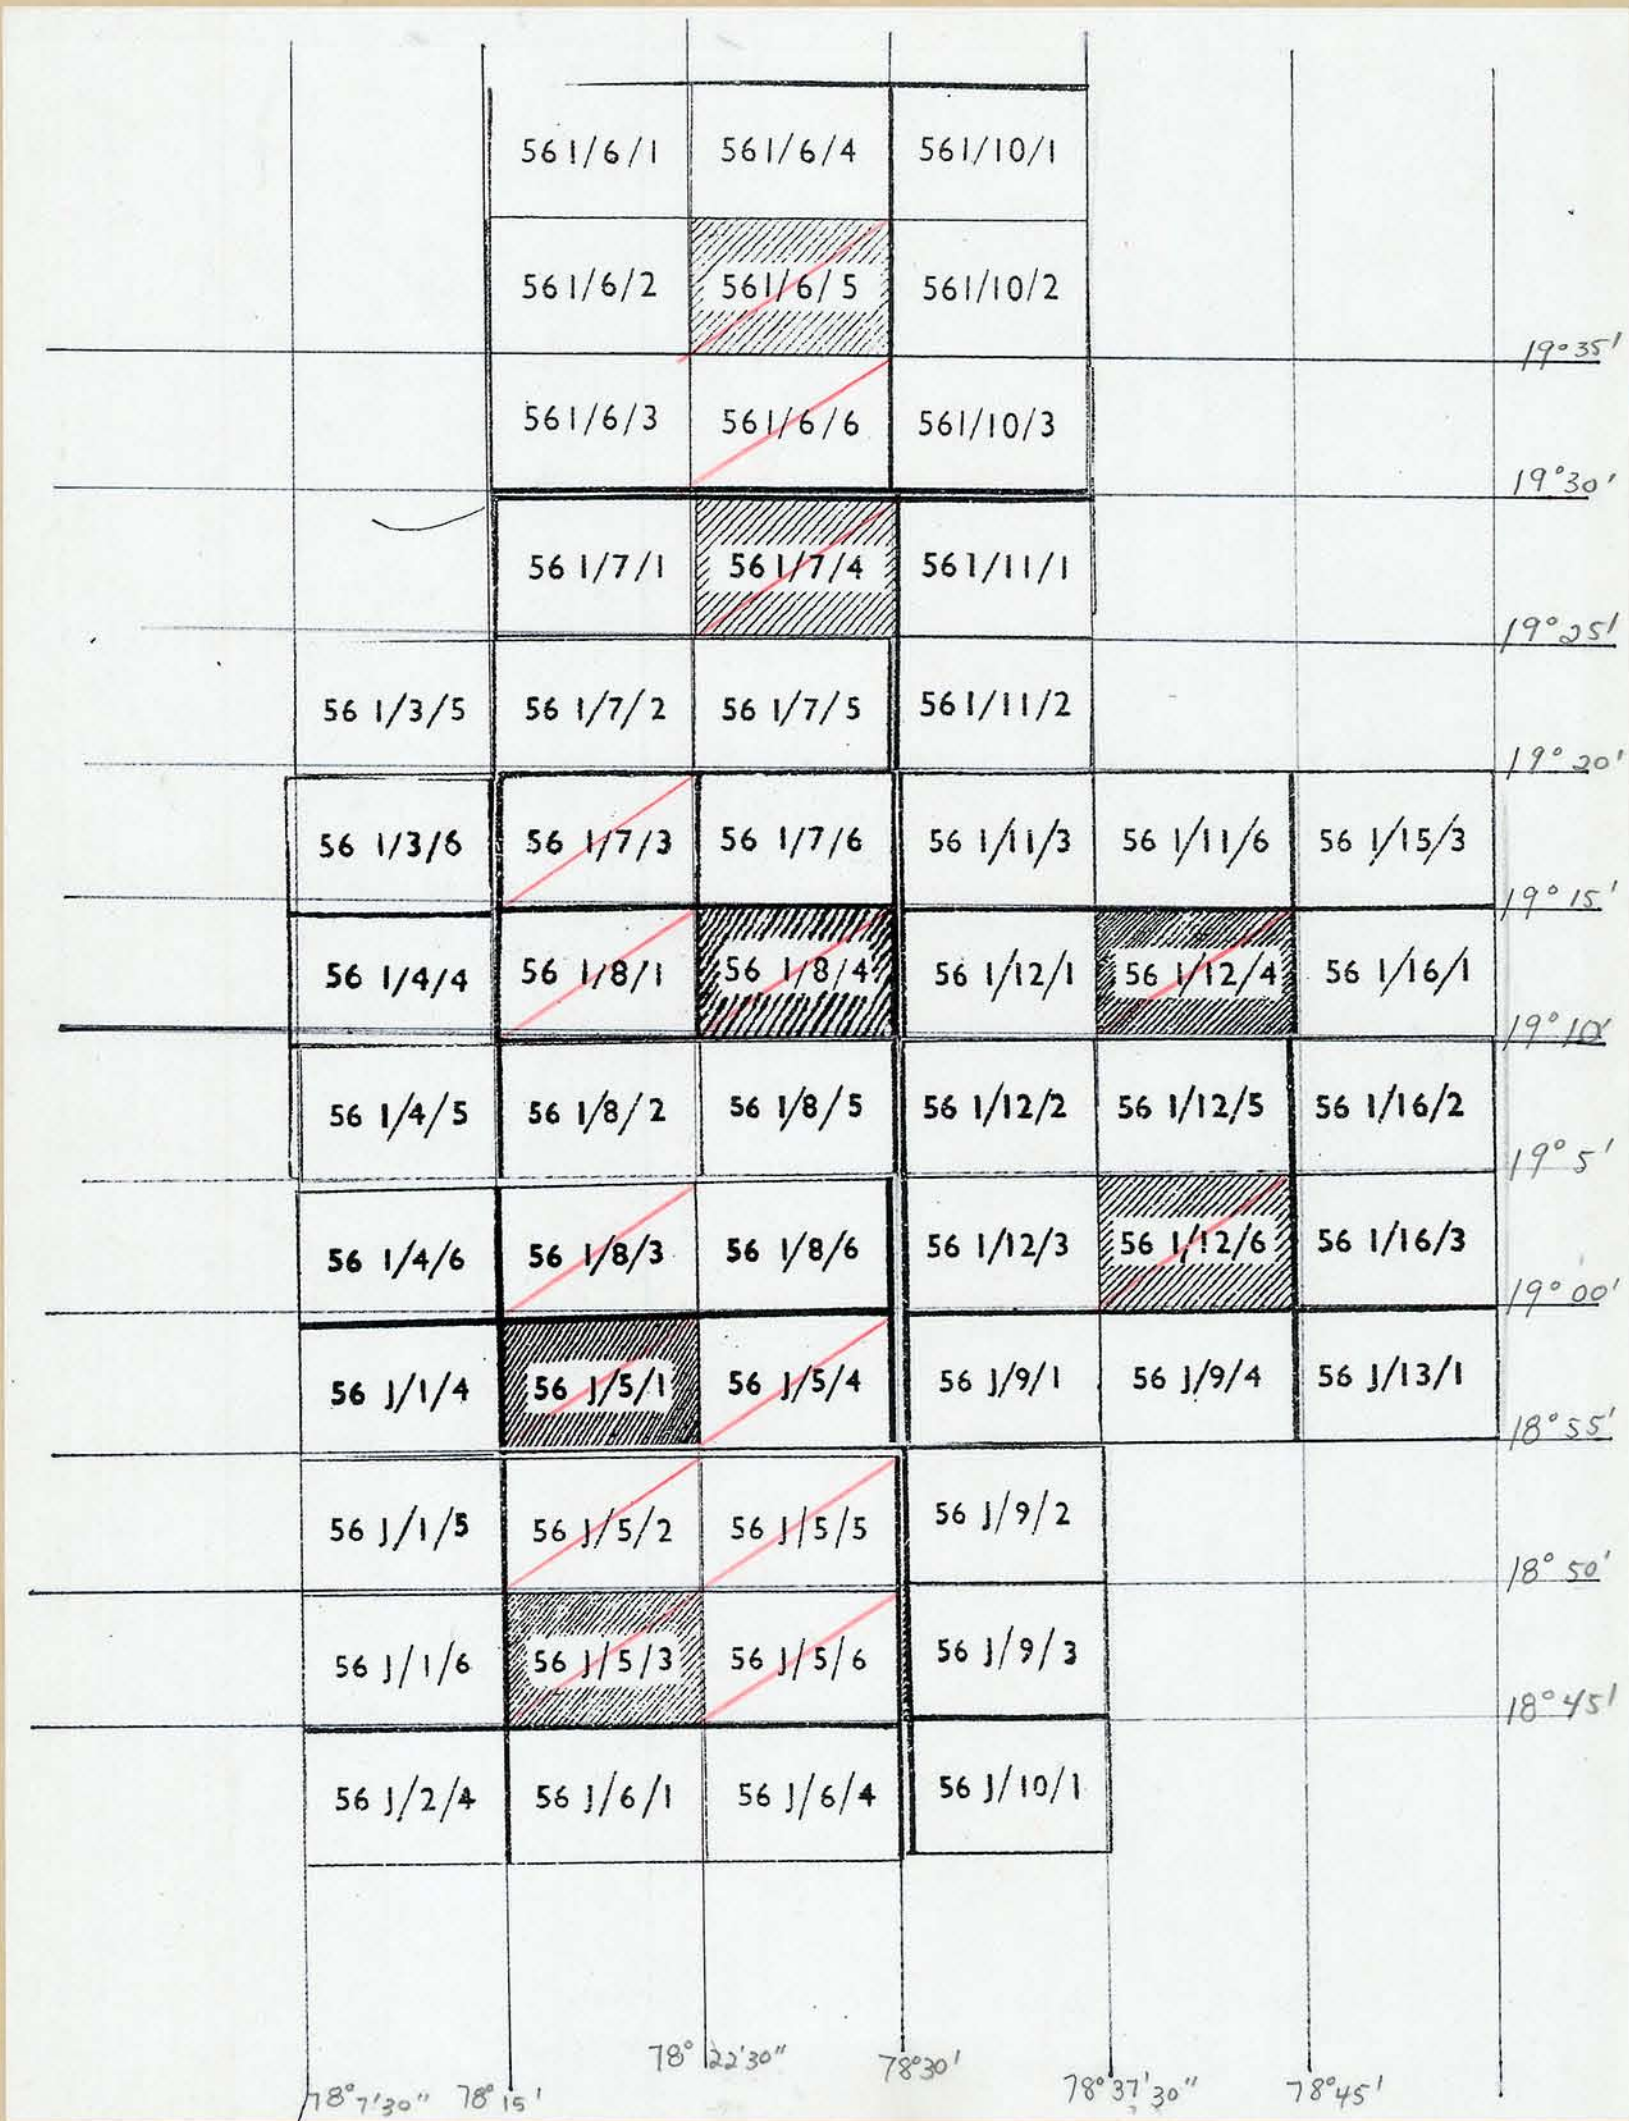 56 I/6/1 56 I/6/4 56 I/10/1
56 I/6/2 56 I/6/5 56 I/10/2
19°35'
56 I/6/3 56 I/6/6 56 I/10/3
19°30'
56 I/7/1 56 I/7/4 56 I/11/1
19°25'
56 I/3/5 56 I/7/2 56 I/7/5 56 I/11/2
19°20'
56 I/3/6 56 I/7/3 56 I/7/6 56 I/11/3 56 I/11/6 56 I/15/3
19°15'
56 I/4/4 56 I/8/1 56 I/8/4 56 I/12/1 56 I/12/4 56 I/16/1
19°10'
56 I/4/5 56 I/8/2 56 I/8/5 56 I/12/2 56 I/12/5 56 I/16/2
19°5'
56 I/4/6 56 I/8/3 56 I/8/6 56 I/12/3 56 I/12/6 56 I/16/3
19°00'
56 J/1/4 56 J/5/1 56 J/5/4 56 J/9/1 56 J/9/4 56 J/13/1
18°55'
56 J/1/5 56 J/5/2 56 J/5/5 56 J/9/2
18°50'
56 J/1/6 56 J/5/3 56 J/5/6 56 J/9/3
18°45'
56 J/2/4 56 J/6/1 56 J/6/4 56 J/10/1
78°7'30" 78°15' 78°22'30" 78°30' 78°37'30" 78°45'